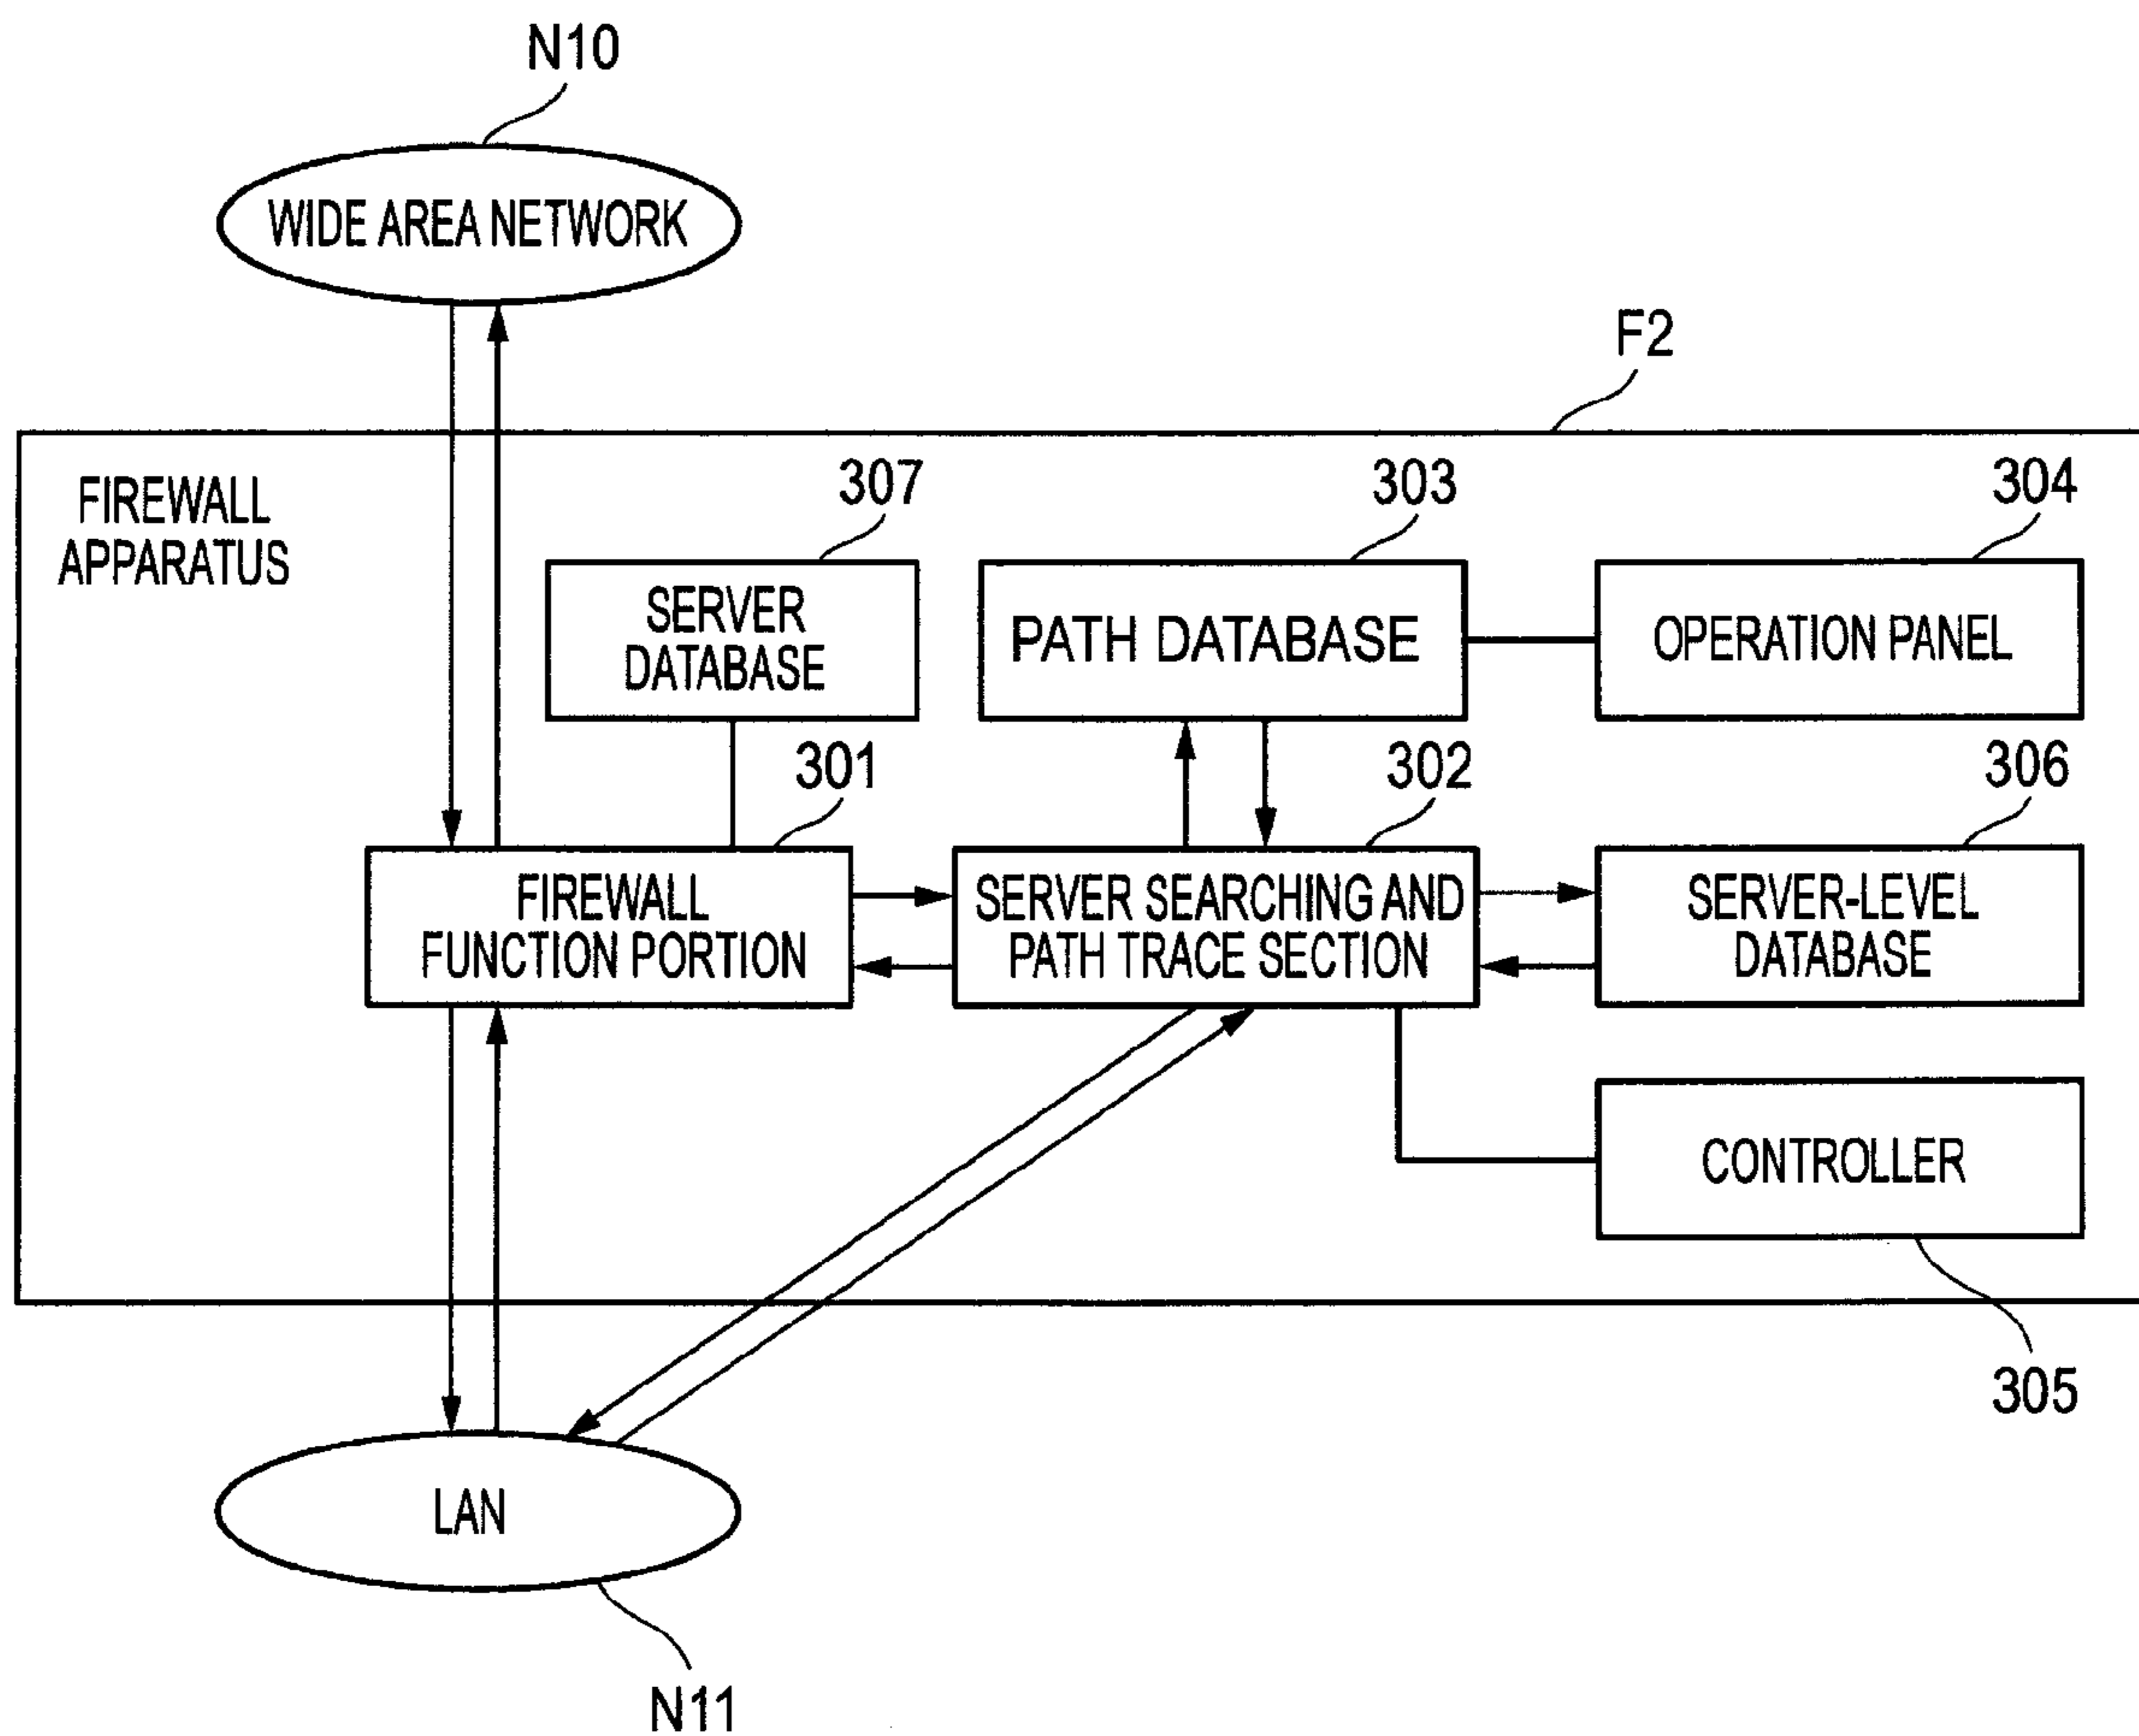 N10
WIDE AREA NETWORK
F2
FIREWALL
APPARATUS
307
303
304
SERVER
DATABASE
PATH DATABASE
OPERATION PANEL
301
302
306
FIREWALL
FUNCTION PORTION
SERVER SEARCHING AND
PATH TRACE SECTION
SERVER-LEVEL
DATABASE
CONTROLLER
305
LAN
N11